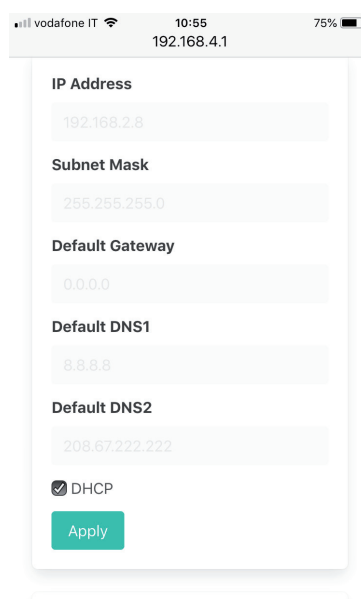 vodafone IT 10:55 75%
192.168.4.1
IP Address
192.168.2.8
Subnet Mask
255.255.255.0
Default Gateway
0.0.0.0
Default DNS1
8.8.8.8
Default DNS2
208.67.222.222
DHCP
Apply